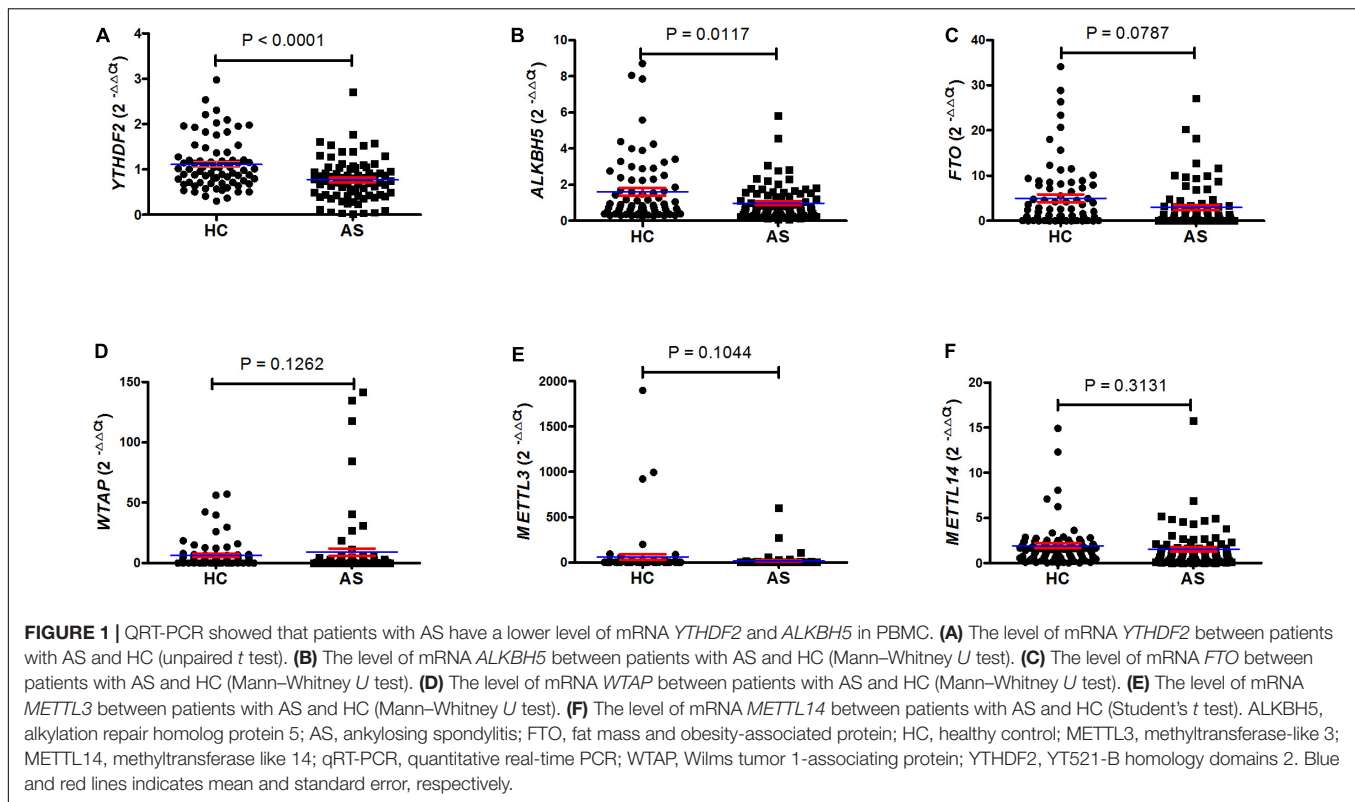 A
P < 0.0001
YTHDF2 (2 -△△Ct)
4
3
2
1
0
HC
AS
B
P = 0.0117
ALKBH5 (2 -△△Ct)
10
8
6
4
2
0
HC
AS
C
P = 0.0787
FTO (2 -△△Ct)
40
30
20
10
0
HC
AS
D
P = 0.1262
WTAP (2 -△△Ct)
150
100
50
0
HC
AS
E
P = 0.1044
METTL3 (2 -△△Ct)
2000
1500
1000
500
0
HC
AS
F
P = 0.3131
METTL14 (2 -△△Ct)
20
15
10
5
0
HC
AS
FIGURE 1 | QRT-PCR showed that patients with AS have a lower level of mRNA YTHDF2 and ALKBH5 in PBMC. (A) The level of mRNA YTHDF2 between patients
with AS and HC (unpaired t test). (B) The level of mRNA ALKBH5 between patients with AS and HC (Mann–Whitney U test). (C) The level of mRNA FTO between
patients with AS and HC (Mann–Whitney U test). (D) The level of mRNA WTAP between patients with AS and HC (Mann–Whitney U test). (E) The level of mRNA
METTL3 between patients with AS and HC (Mann–Whitney U test). (F) The level of mRNA METTL14 between patients with AS and HC (Student's t test). ALKBH5,
alkylation repair homolog protein 5; AS, ankylosing spondylitis; FTO, fat mass and obesity-associated protein; HC, healthy control; METTL3, methyltransferase-like 3;
METTL14, methyltransferase like 14; qRT-PCR, quantitative real-time PCR; WTAP, Wilms tumor 1-associating protein; YTHDF2, YT521-B homology domains 2. Blue
and red lines indicates mean and standard error, respectively.